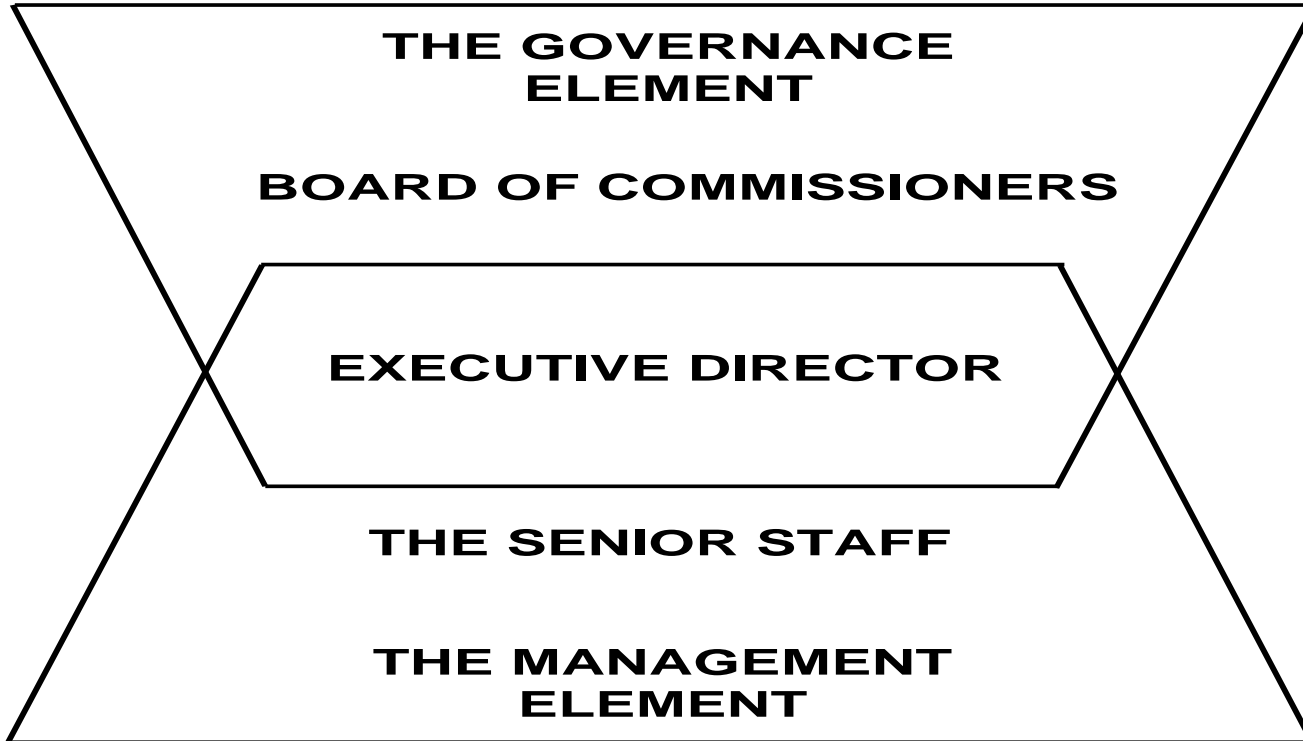 THE GOVERNANCE
ELEMENT
BOARD OF COMMISSIONERS
EXECUTIVE DIRECTOR
THE SENIOR STAFF
THE MANAGEMENT
ELEMENT